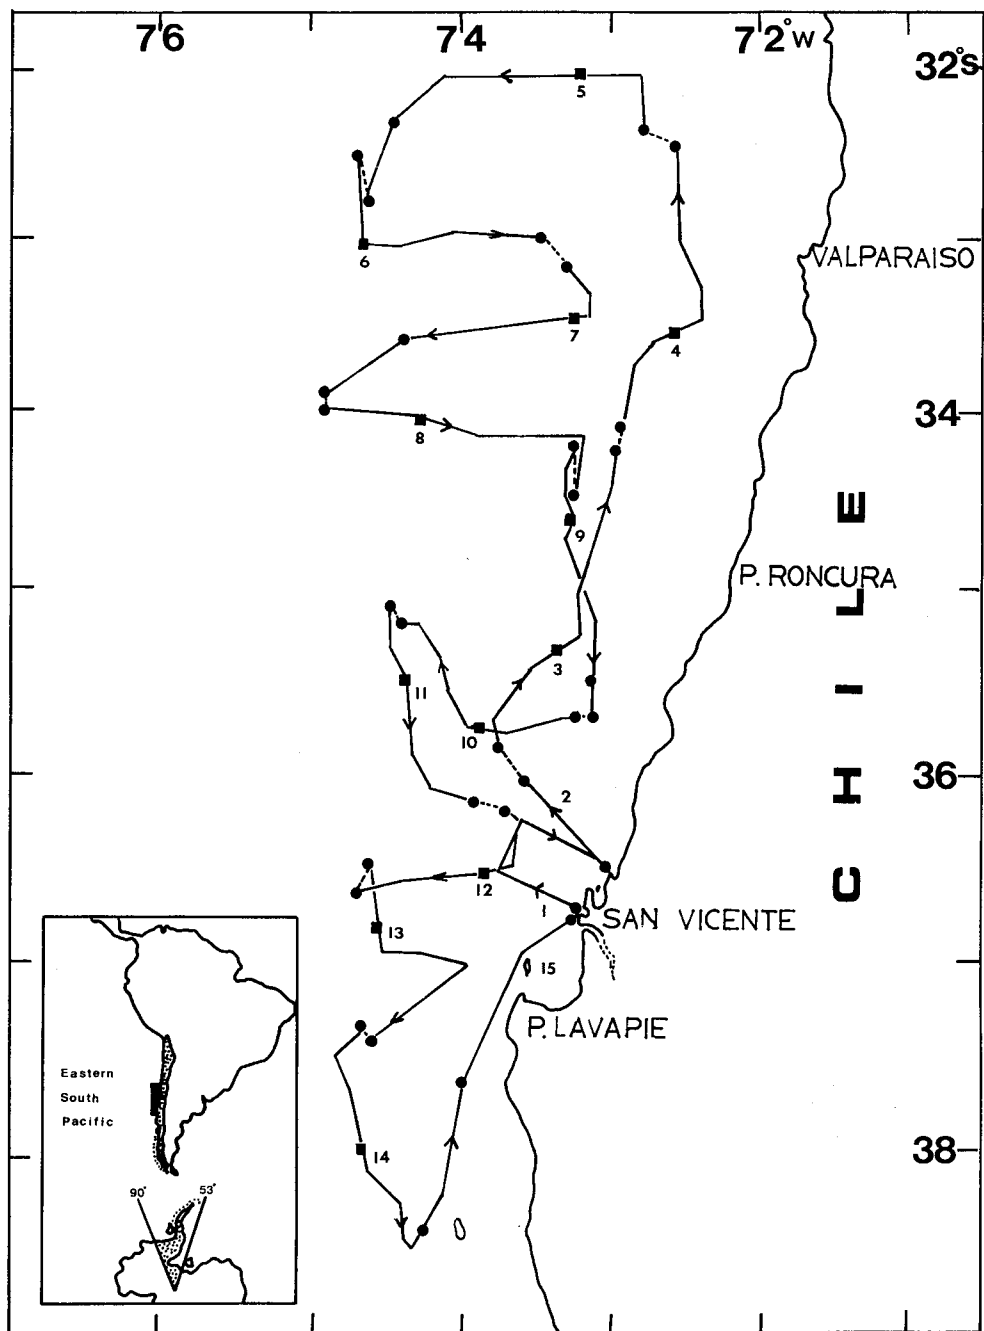 76
74
72°W
32°S
5
VALPARAISO
6
7
4
34
8
9
CHILE
P. RONCURA
3
11
10
36
2
12
1
SAN VICENTE
13
15
P. LAVAPIE
Eastern
South
Pacific
14
38
90°
53°